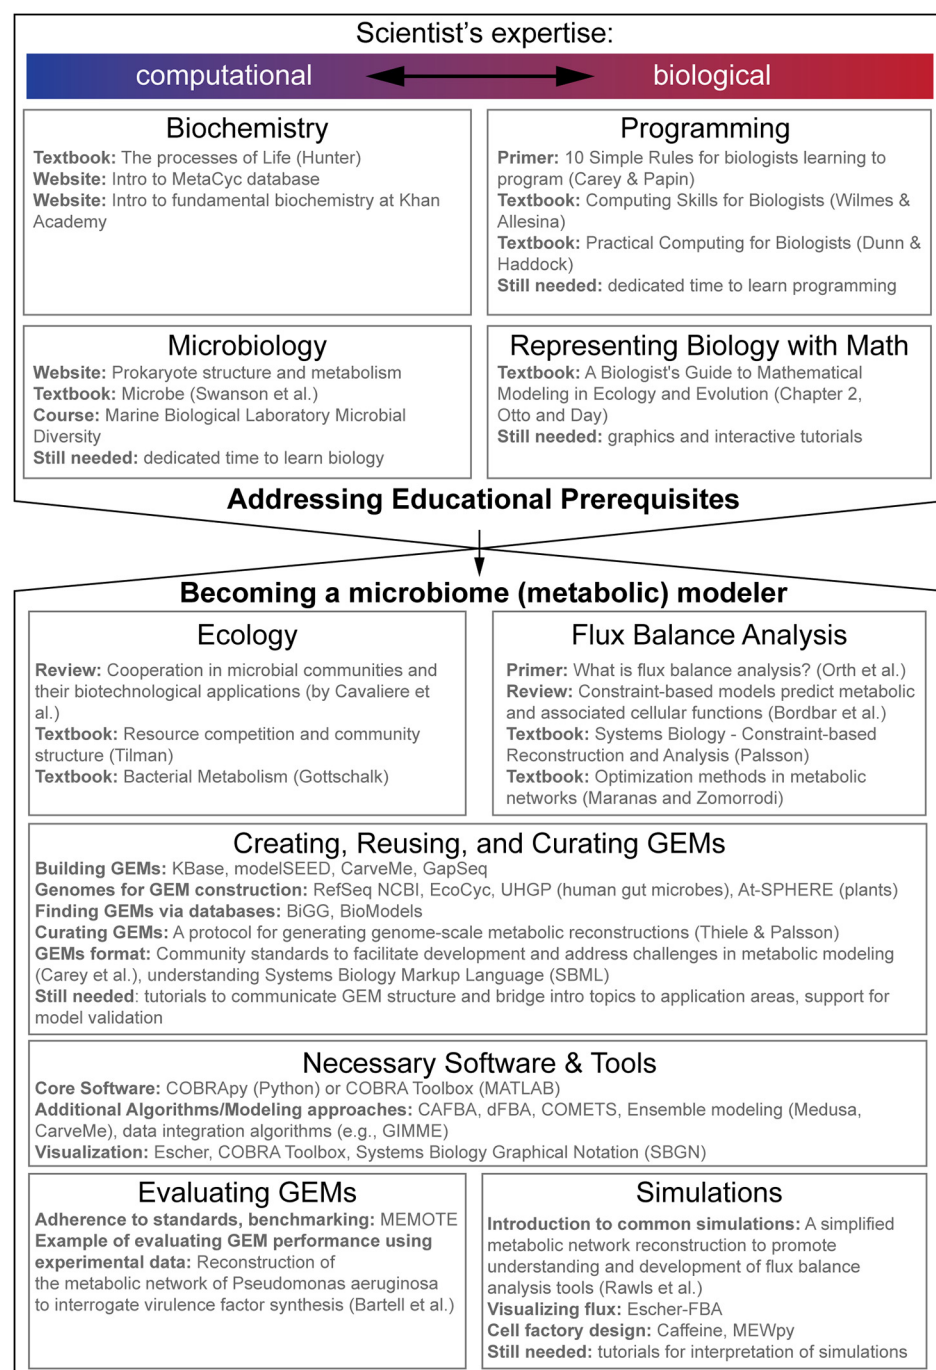 Scientist's expertise:
computational
biological
Biochemistry
Textbook: The processes of Life (Hunter)
Website: Intro to MetaCyc database
Website: Intro to fundamental biochemistry at Khan
Academy
Programming
Primer: 10 Simple Rules for biologists learning to
program (Carey & Papin)
Textbook: Computing Skills for Biologists (Wilmes &
Allesina)
Textbook: Practical Computing for Biologists (Dunn &
Haddock)
Still needed: dedicated time to learn programming
Microbiology
Website: Prokaryote structure and metabolism
Textbook: Microbe (Swanson et al.)
Course: Marine Biological Laboratory Microbial
Diversity
Still needed: dedicated time to learn biology
Representing Biology with Math
Textbook: A Biologist's Guide to Mathematical
Modeling in Ecology and Evolution (Chapter 2,
Otto and Day)
Still needed: graphics and interactive tutorials
Addressing Educational Prerequisites
Becoming a microbiome (metabolic) modeler
Ecology
Review: Cooperation in microbial communities and
their biotechnological applications (by Cavaliere et
al.)
Textbook: Resource competition and community
structure (Tilman)
Textbook: Bacterial Metabolism (Gottschalk)
Flux Balance Analysis
Primer: What is flux balance analysis? (Orth et al.)
Review: Constraint-based models predict metabolic
and associated cellular functions (Bordbar et al.)
Textbook: Systems Biology - Constraint-based
Reconstruction and Analysis (Palsson)
Textbook: Optimization methods in metabolic
networks (Maranas and Zomorrodi)
Creating, Reusing, and Curating GEMs
Building GEMs: KBase, modelSEED, CarveMe, GapSeq
Genomes for GEM construction: RefSeq NCBI, EcoCyc, UHGP (human gut microbes), At-SPHERE (plants)
Finding GEMs via databases: BiGG, BioModels
Curating GEMs: A protocol for generating genome-scale metabolic reconstructions (Thiele & Palsson)
GEMs format: Community standards to facilitate development and address challenges in metabolic modeling
(Carey et al.), understanding Systems Biology Markup Language (SBML)
Still needed: tutorials to communicate GEM structure and bridge intro topics to application areas, support for
model validation
Necessary Software & Tools
Core Software: COBRApy (Python) or COBRA Toolbox (MATLAB)
Additional Algorithms/Modeling approaches: CAFBA, dFBA, COMETS, Ensemble modeling (Medusa,
CarveMe), data integration algorithms (e.g., GIMME)
Visualization: Escher, COBRA Toolbox, Systems Biology Graphical Notation (SBGN)
Evaluating GEMs
Adherence to standards, benchmarking: MEMOTE
Example of evaluating GEM performance using
experimental data: Reconstruction of
the metabolic network of Pseudomonas aeruginosa
to interrogate virulence factor synthesis (Bartell et al.)
Simulations
Introduction to common simulations: A simplified
metabolic network reconstruction to promote
understanding and development of flux balance
analysis tools (Rawls et al.)
Visualizing flux: Escher-FBA
Cell factory design: Caffeine, MEWpy
Still needed: tutorials for interpretation of simulations